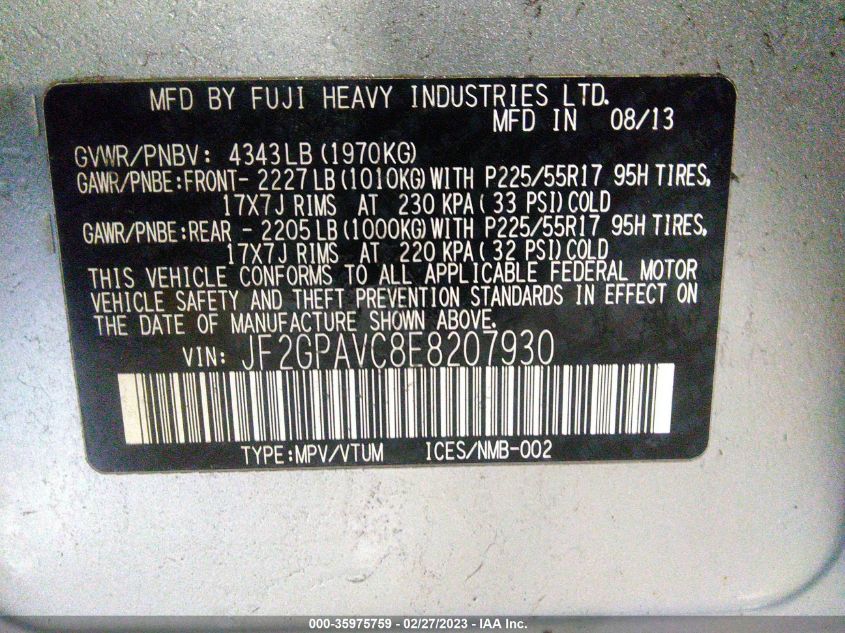 MFD BY FUJI HEAVY INDUSTRIES LTD.
MFD IN 08/13
GVWR/PNBV: 4343LB(1970KG)
GAWR/PNBE:FRONT- 2227LB(1010KG)WITH P225/55R17 95H TIRES,
17X7J RIMS AT 230 KPA(33 PSI)COLD
GAWR/PNBE:REAR - 2205LB(1000KG)WITH P225/55R17 95H TIRES,
17X7J RIMS AT 220 KPA(32 PSI)COLD
THIS VEHICLE CONFORMS TO ALL APPLICABLE FEDERAL MOTOR
VEHICLE SAFETY AND THEFT PREVENTION STANDARDS IN EFFECT ON
THE DATE OF MANUFACTURE SHOWN ABOVE.
VIN: JF2GPAVC8E8207930
TYPE:MPV/VTUM ICES/NMB-002
000-35975759 - 02/27/2023 - IAA Inc.